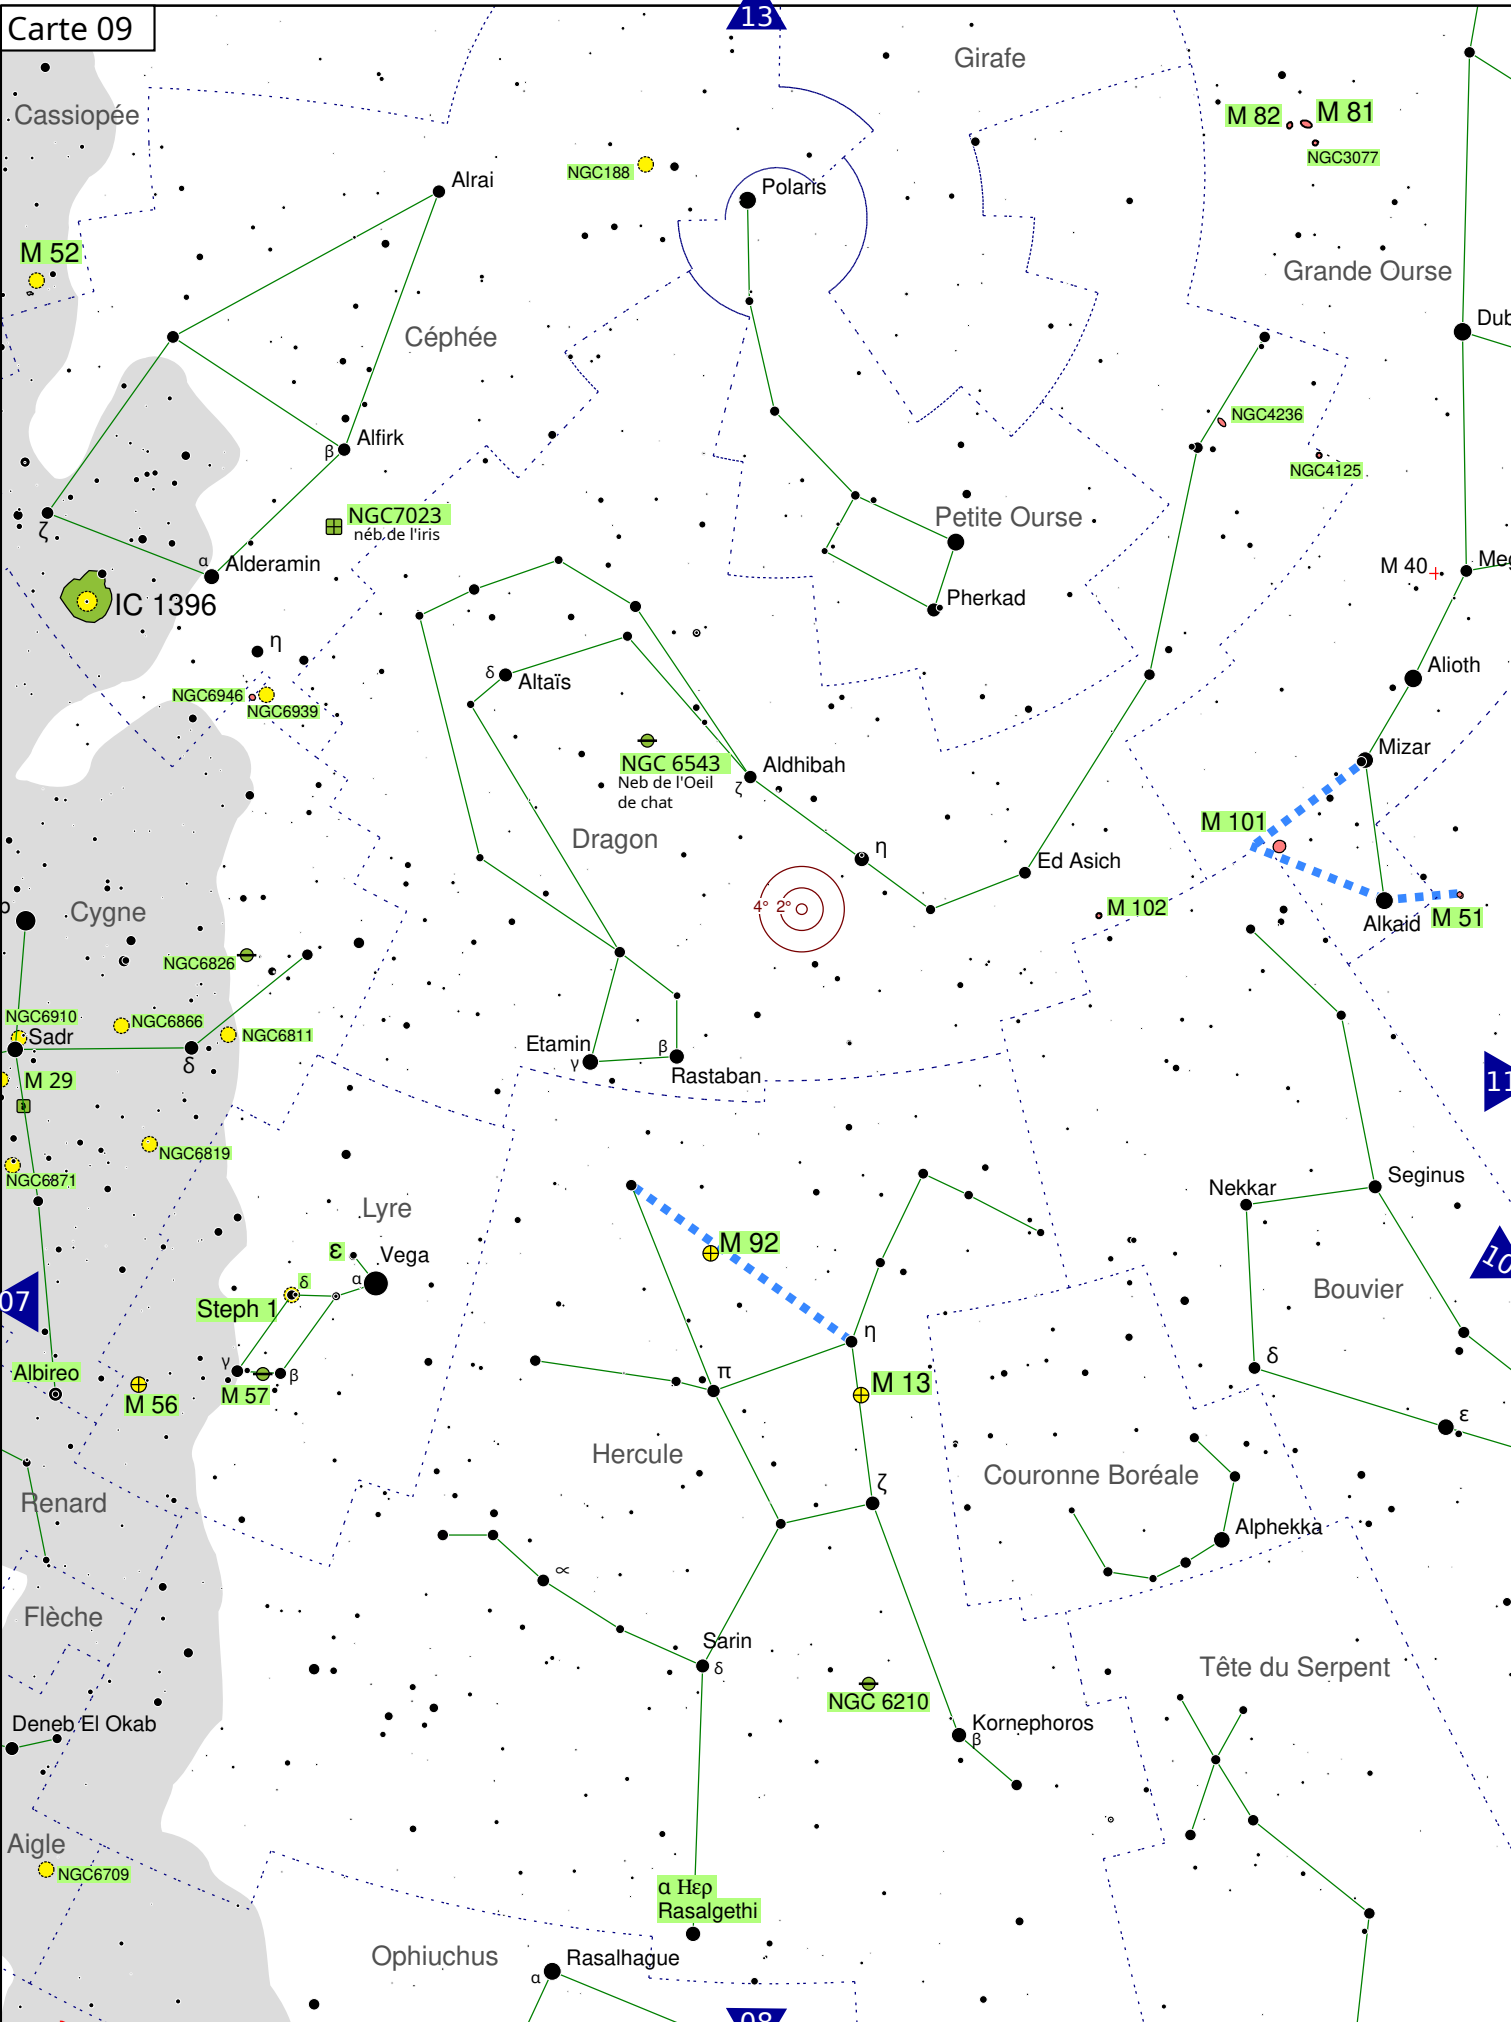 13
Carte 09
Girafe
Cassiopée
M 82
M 81
NGC3077
NGC188
Alrai
Polaris
M 52
Grande Ourse
Dub
Céphée
NGC4236
Alfirk
β
NGC4125
NGC7023
néb de l'iris
Petite Ourse
ζ
α
Alderamin
M 40
Meg
IC 1396
Pherkad
η
Alioth
δ
Altaïs
NGC6946
NGC6939
Mizar
NGC 6543
Neb de l'Oeil
de chat
Aldhibah
ζ
M 101
Dragon
η
Ed Asich
4° 2°
M 102
Cygne
Alkaid
M 51
NGC6826
NGC6910
NGC6866
NGC6811
Sadr
δ
Etamin
γ
β
Rastaban
M 29
11
NGC6819
NGC6871
Seginus
Nekkar
Lyre
ε
Vega
α
M 92
10
07
δ
Steph 1
Bouvier
η
γ
β
M 57
Albireo
M 56
π
M 13
δ
ε
Hercule
Couronne Boréale
ζ
Renard
Alphekka
∝
Flèche
Sarin
δ
Tête du Serpent
NGC 6210
Deneb El Okab
Kornephoros
β
Aigle
NGC6709
α Ηερ
Rasalgethi
Ophiuchus
Rasalhague
α
08